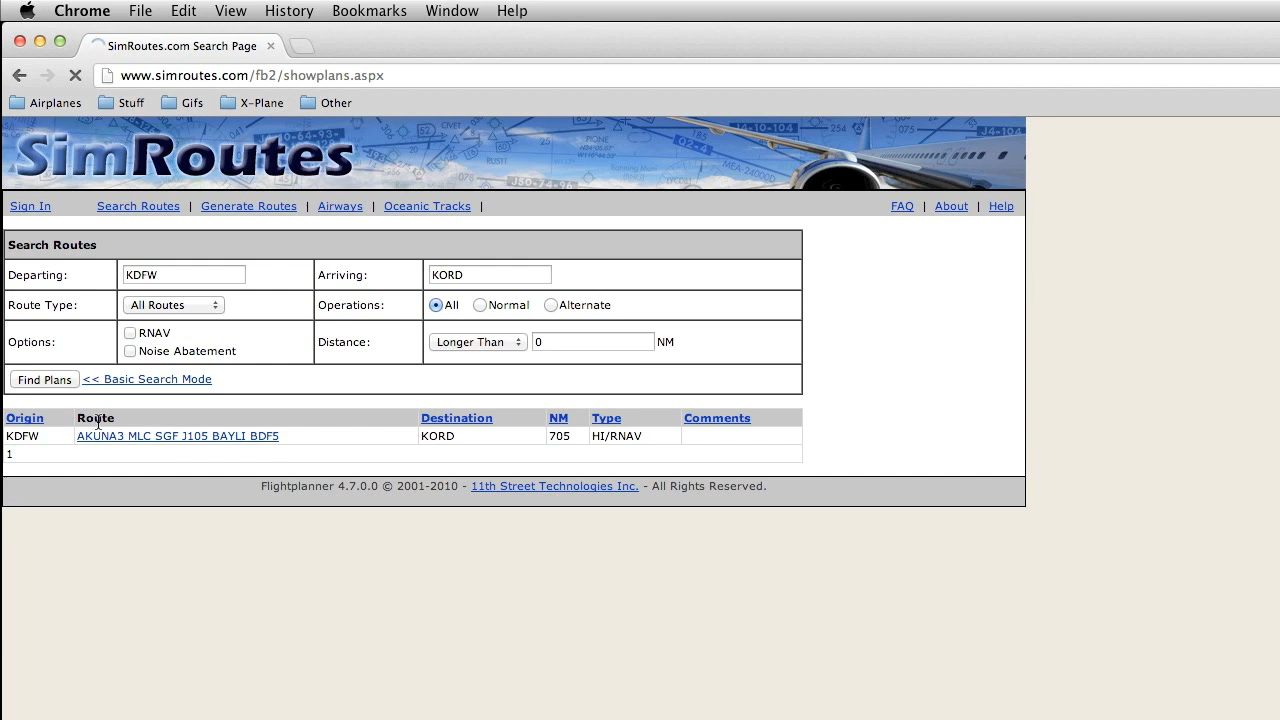 Chrome File Edit View History Bookmarks Window Help
SimRoutes.com Search Page
www.simroutes.com/fb2/showplans.aspx
Airplanes Stuff Gifs X-Plane Other
SimRoutes
Sign In Search Routes | Generate Routes | Airways | Oceanic Tracks | FAQ | About | Help
Search Routes
Departing: KDFW Arriving: KORD
Route Type: All Routes Operations: All Normal Alternate
Options: RNAV Noise Abatement Distance: Longer Than 0 NM
Find Plans << Basic Search Mode
Origin Route Destination NM Type Comments
KDFW AKUNA3 MLC SGF J105 BAYLI BDF5 KORD 705 HI/RNAV
1
Flightplanner 4.7.0.0 © 2001-2010 - 11th Street Technologies Inc. - All Rights Reserved.